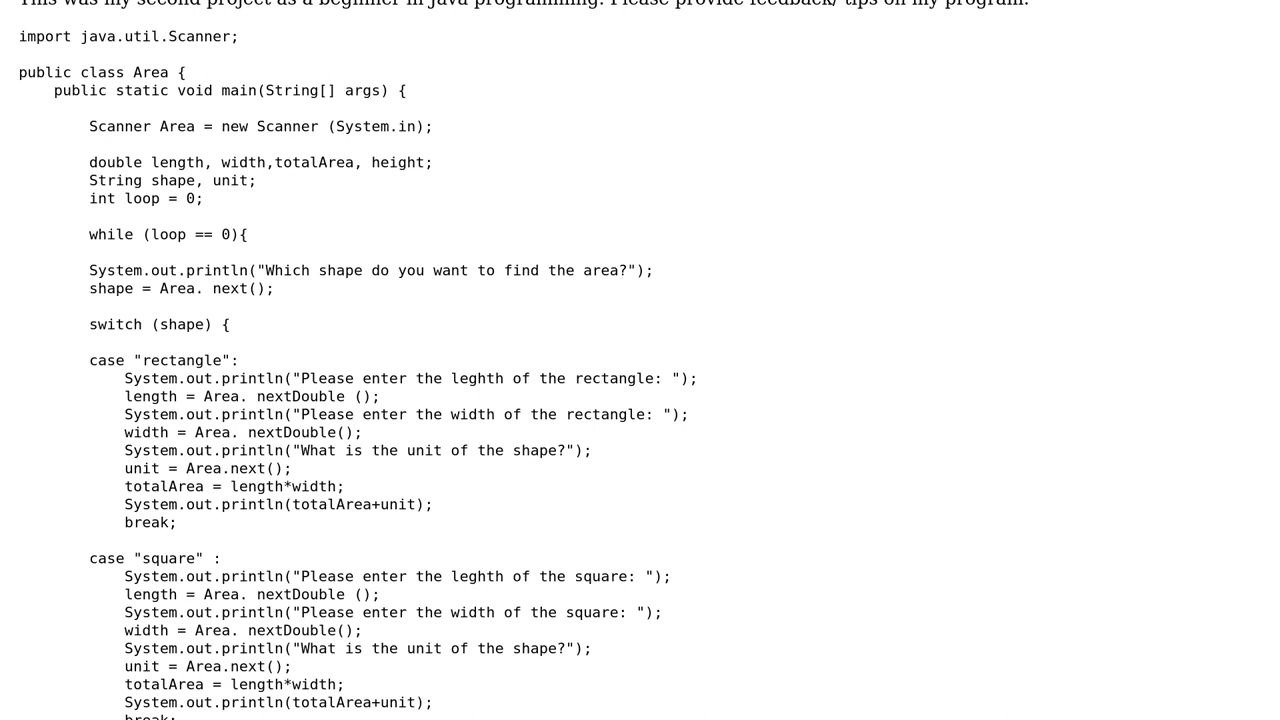 This was my second project as a beginner in java programming. Please provide feedback/ tips on my program.
import java.util.Scanner;
public class Area {
public static void main(String[] args) {
Scanner Area = new Scanner (System.in);
double length, width,totalArea, height;
String shape, unit;
int loop = 0;
while (loop == 0){
System.out.println("Which shape do you want to find the area?");
shape = Area. next();
switch (shape) {
case "rectangle":
System.out.println("Please enter the leghth of the rectangle: ");
length = Area. nextDouble ();
System.out.println("Please enter the width of the rectangle: ");
width = Area. nextDouble();
System.out.println("What is the unit of the shape?");
unit = Area.next();
totalArea = length*width;
System.out.println(totalArea+unit);
break;
case "square" :
System.out.println("Please enter the leghth of the square: ");
length = Area. nextDouble ();
System.out.println("Please enter the width of the square: ");
width = Area. nextDouble();
System.out.println("What is the unit of the shape?");
unit = Area.next();
totalArea = length*width;
System.out.println(totalArea+unit);
break;